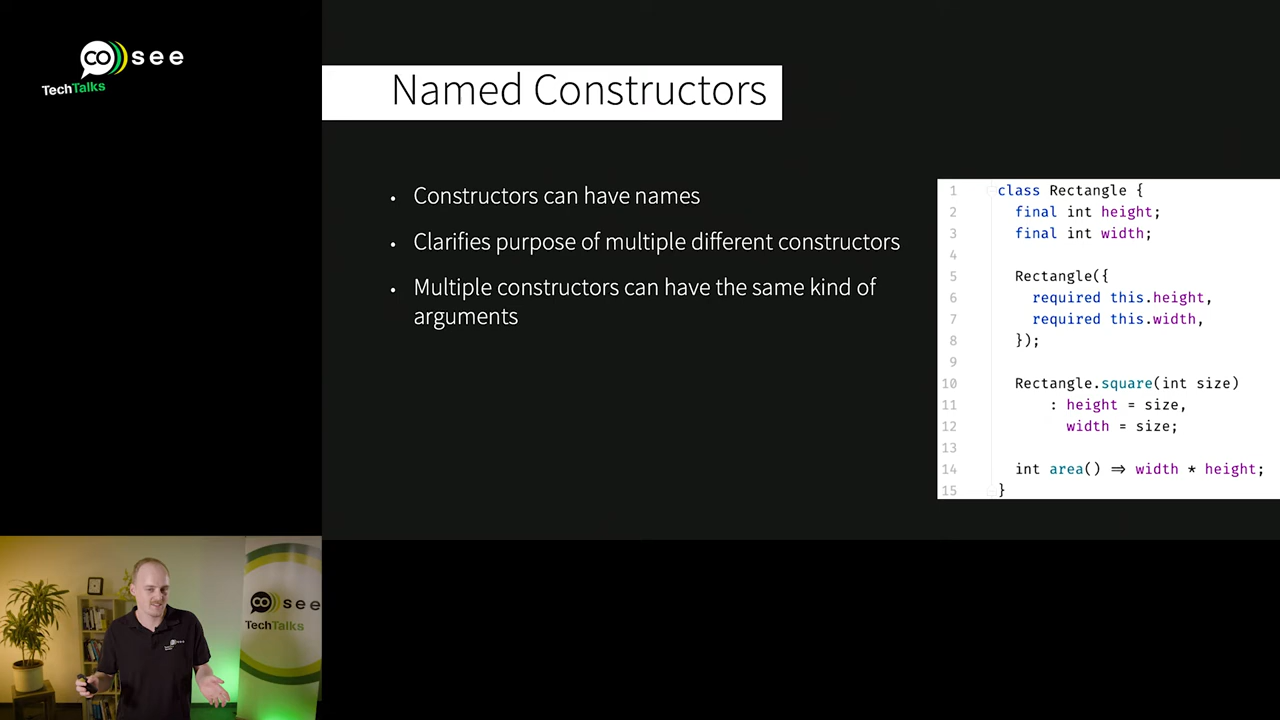 co see
TechTalks
Named Constructors
• Constructors can have names
• Clarifies purpose of multiple different constructors
• Multiple constructors can have the same kind of
arguments
1 class Rectangle {
2 final int height;
3 final int width;
4
5 Rectangle({
6 required this.height,
7 required this.width,
8 });
9
10 Rectangle.square(int size)
11 : height = size,
12 width = size;
13
14 int area() => width * height;
15 }
co see
TechTalks